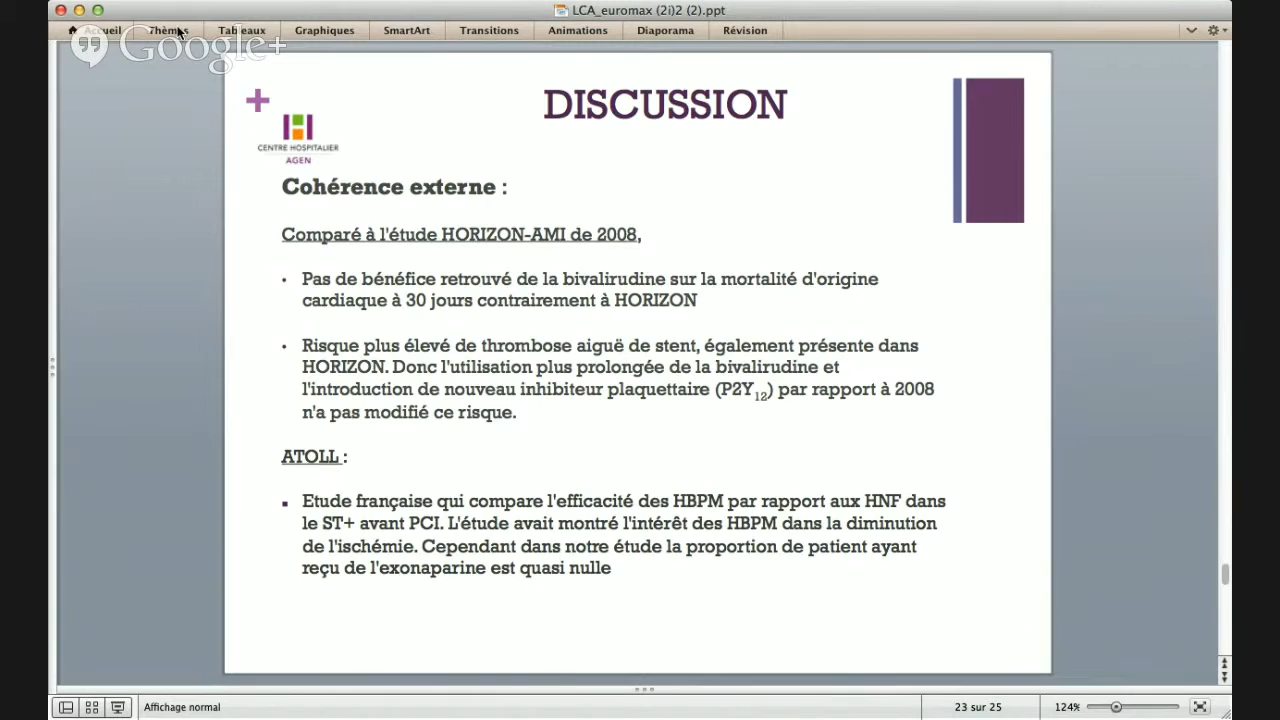 LCA_euromax (2i)2 (2).ppt
Accueil Thèmes Tableaux Graphiques SmartArt Transitions Animations Diaporama Révision
Google+
DISCUSSION
CENTRE HOSPITALIER
AGEN
Cohérence externe :
Comparé à l'étude HORIZON-AMI de 2008,
• Pas de bénéfice retrouvé de la bivalirudine sur la mortalité d'origine
cardiaque à 30 jours contrairement à HORIZON
• Risque plus élevé de thrombose aiguë de stent, également présente dans
HORIZON. Donc l'utilisation plus prolongée de la bivalirudine et
l'introduction de nouveau inhibiteur plaquettaire (P2Y12) par rapport à 2008
n'a pas modifié ce risque.
ATOLL :
▪ Etude française qui compare l'efficacité des HBPM par rapport aux HNF dans
le ST+ avant PCI. L'étude avait montré l'intérêt des HBPM dans la diminution
de l'ischémie. Cependant dans notre étude la proportion de patient ayant
reçu de l'exonaparine est quasi nulle
Affichage normal 23 sur 25 124%